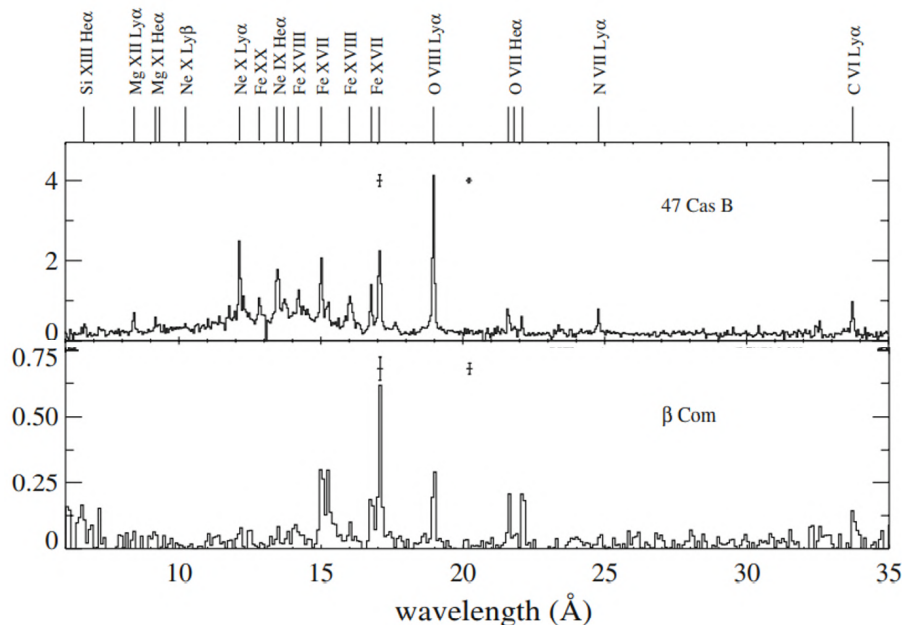 Si XIII Heα
Mg XII Lyα
Mg XI Heα
Ne X Lyβ
Ne X Lyα
Fe XX
Ne IX Heα
Fe XVIII
Fe XVII
Fe XVIII
Fe XVII
O VIII Lyα
O VII Heα
N VII Lyα
C VI Lyα
4
47 Cas B
2
0
0.75
β Com
0.50
0.25
0
10 15 20 25 30 35
wavelength (Å)